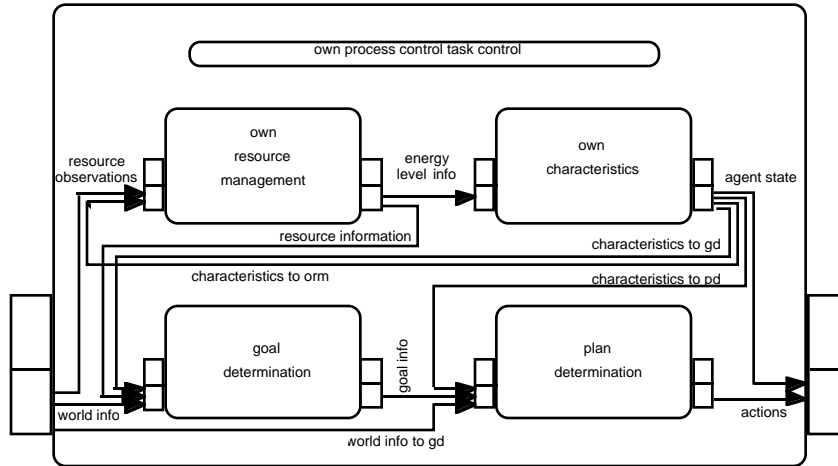 own process control task control
own
resource
management
own
characteristics
resource
observations
energy
level info
agent state
resource information
characteristics to gd
characteristics to orm
characteristics to pd
goal
determination
goal info
plan
determination
world info
actions
world info to gd